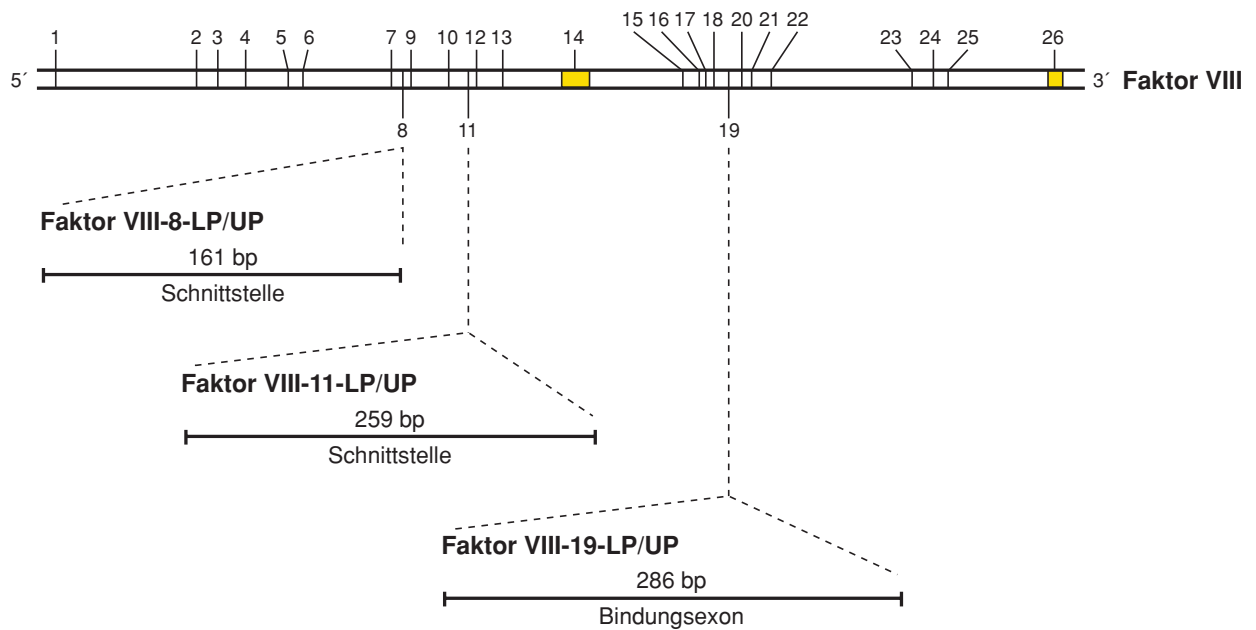 1 2 3 4 5 6 7 9 10 12 13 14 15 16 17 18 20 21 22 23 24 25 26
5´ 3´ Faktor VIII
8 11 19
Faktor VIII-8-LP/UP
161 bp
Schnittstelle
Faktor VIII-11-LP/UP
259 bp
Schnittstelle
Faktor VIII-19-LP/UP
286 bp
Bindungsexon